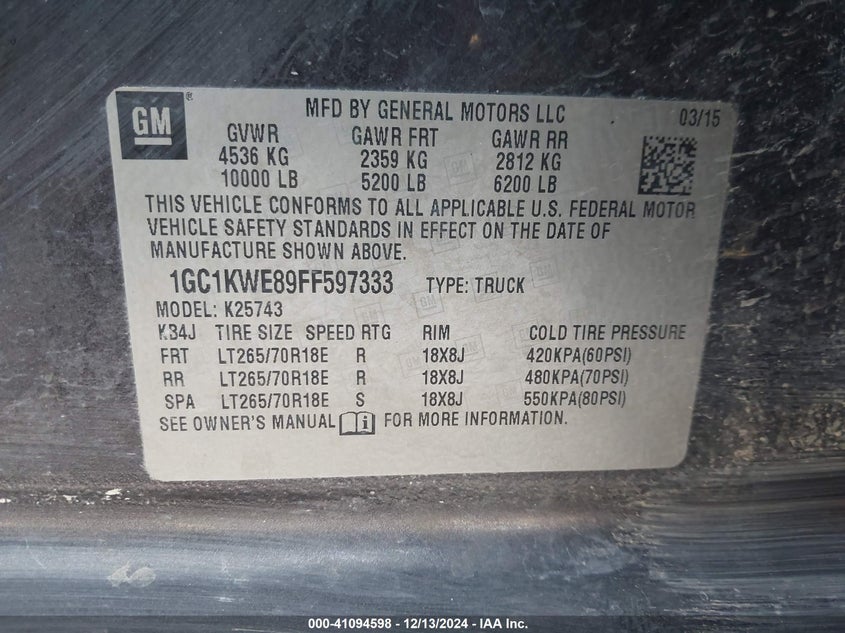 GM ® MFD BY GENERAL MOTORS LLC 03/15
GVWR GAWR FRT GAWR RR
4536 KG 2359 KG 2812 KG
10000 LB 5200 LB 6200 LB
THIS VEHICLE CONFORMS TO ALL APPLICABLE U.S. FEDERAL MOTOR
VEHICLE SAFETY STANDARDS IN EFFECT ON THE DATE OF
MANUFACTURE SHOWN ABOVE.
1GC1KWE89FF597333 TYPE: TRUCK
MODEL: K25743
K34J TIRE SIZE SPEED RTG RIM COLD TIRE PRESSURE
FRT LT265/70R18E R 18X8J 420KPA(60PSI)
RR LT265/70R18E R 18X8J 480KPA(70PSI)
SPA LT265/70R18E S 18X8J 550KPA(80PSI)
SEE OWNER'S MANUAL i FOR MORE INFORMATION.
000-41094598 - 12/13/2024 - IAA Inc.